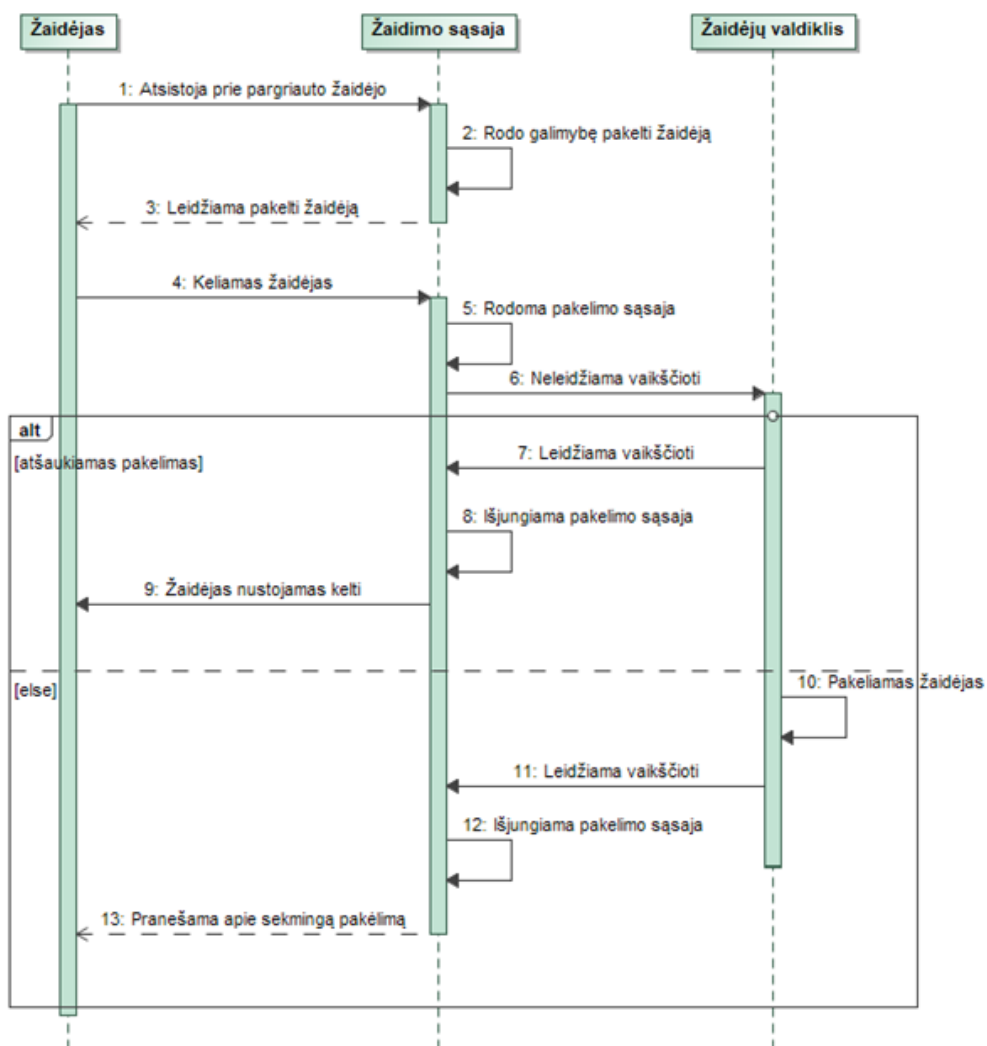 Žaidėjas
Žaidimo sąsaja
Žaidėjų valdiklis
1: Atsistoja prie pargriauto žaidėjo
2: Rodo galimybę pakelti žaidėją
3: Leidžiama pakelti žaidėją
4: Keliamas žaidėjas
5: Rodoma pakelimo sąsaja
6: Neleidžiama vaikščioti
alt
[atšaukiamas pakelimas]
7: Leidžiama vaikščioti
8: Išjungiama pakelimo sąsaja
9: Žaidėjas nustojamas kelti
[else]
10: Pakeliamas žaidėjas
11: Leidžiama vaikščioti
12: Išjungiama pakelimo sąsaja
13: Pranešama apie sekmingą pakėlimą